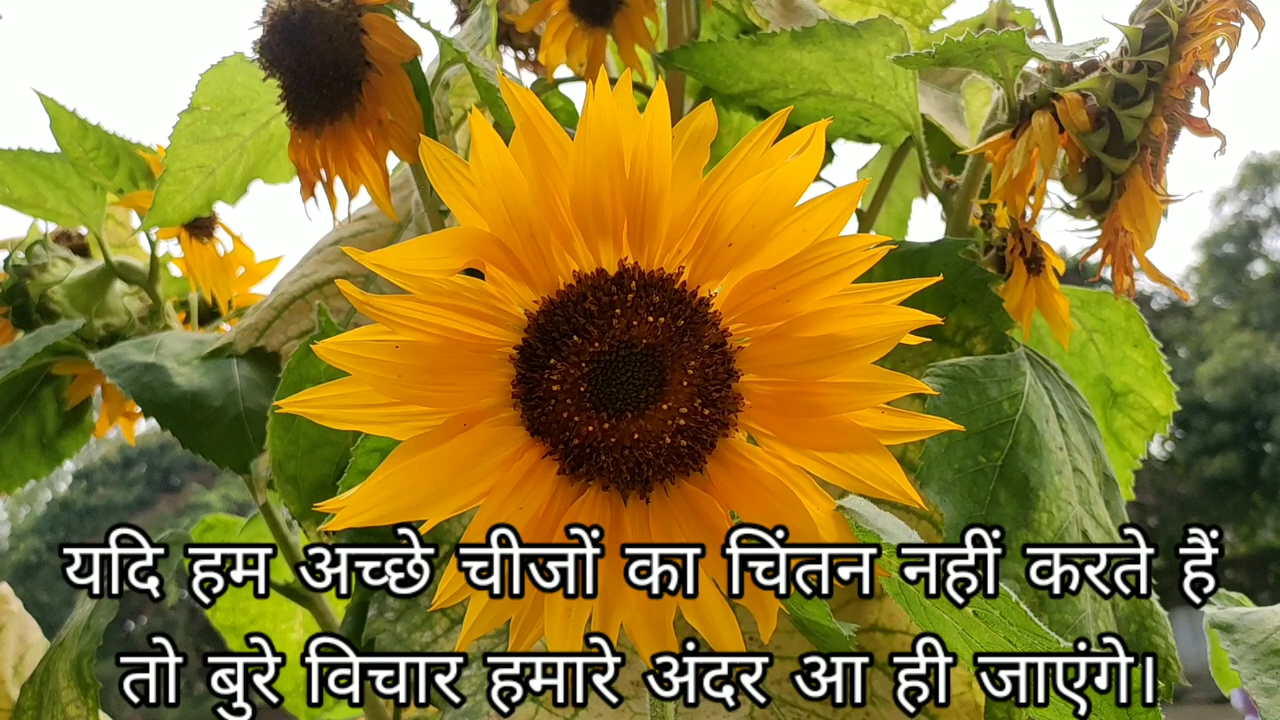 यदि हम अच्छे चीजों का चिंतन नहीं करते हैं
तो बुरे विचार हमारे अंदर आ ही जाएंगे।